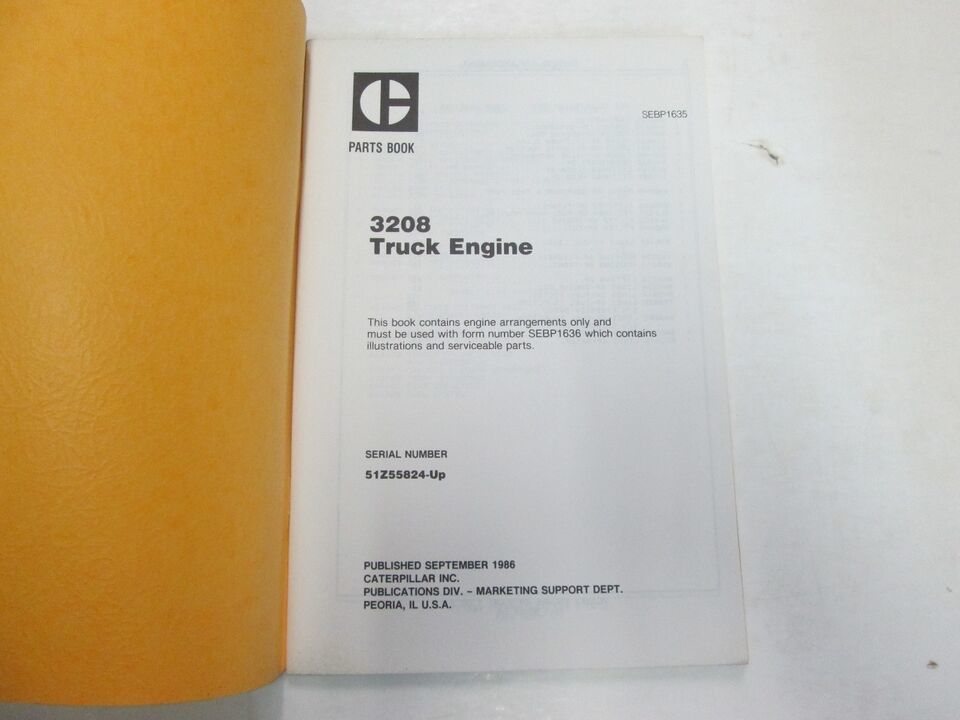 SEBP1635
PARTS BOOK
3208
Truck Engine
This book contains engine arrangements only and
must be used with form number SEBP1636 which contains
illustrations and serviceable parts.
SERIAL NUMBER
51Z55824-Up
PUBLISHED SEPTEMBER 1986
CATERPILLAR INC.
PUBLICATIONS DIV. – MARKETING SUPPORT DEPT.
PEORIA, IL U.S.A.